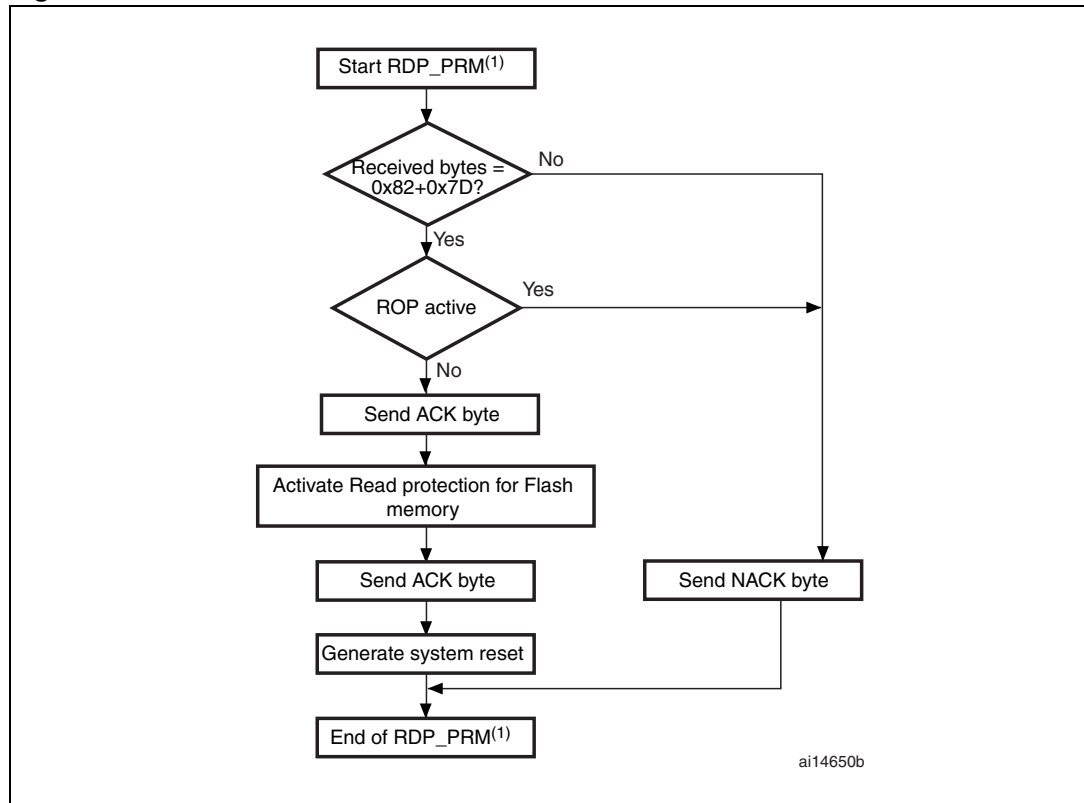 Start RDP_PRM(1)
No
Received bytes =
0x82+0x7D?
Yes
Yes
ROP active
No
Send ACK byte
Activate Read protection for Flash
memory
Send ACK byte
Send NACK byte
Generate system reset
End of RDP_PRM(1)
ai14650b